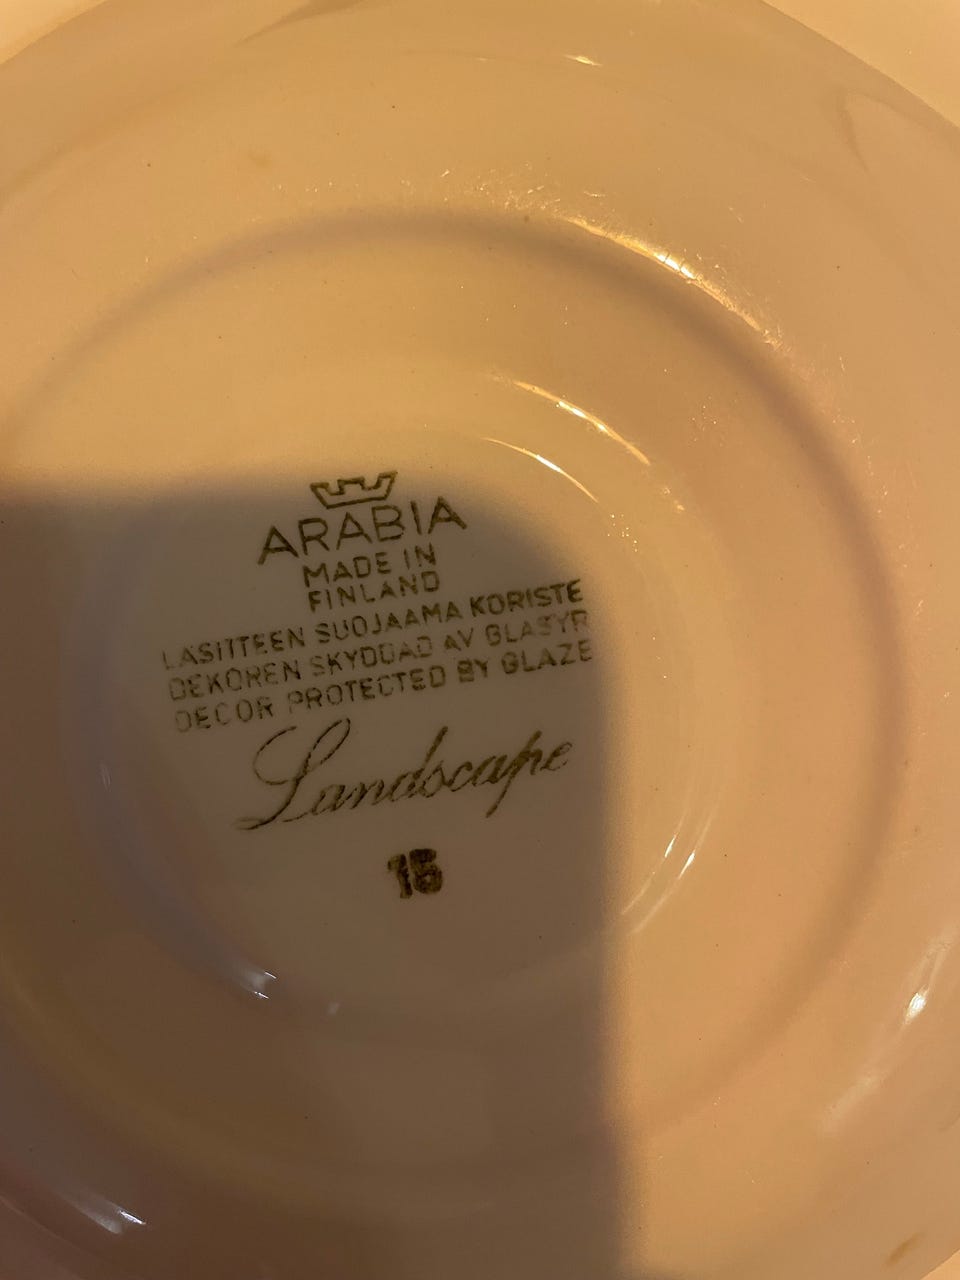 ARABIA
MADE IN
FINLAND
LASITTEEN SUOJAAMA KORISTE
DEKOREN SKYDDAD AV GLASYR
DECOR PROTECTED BY GLAZE
Landscape
15